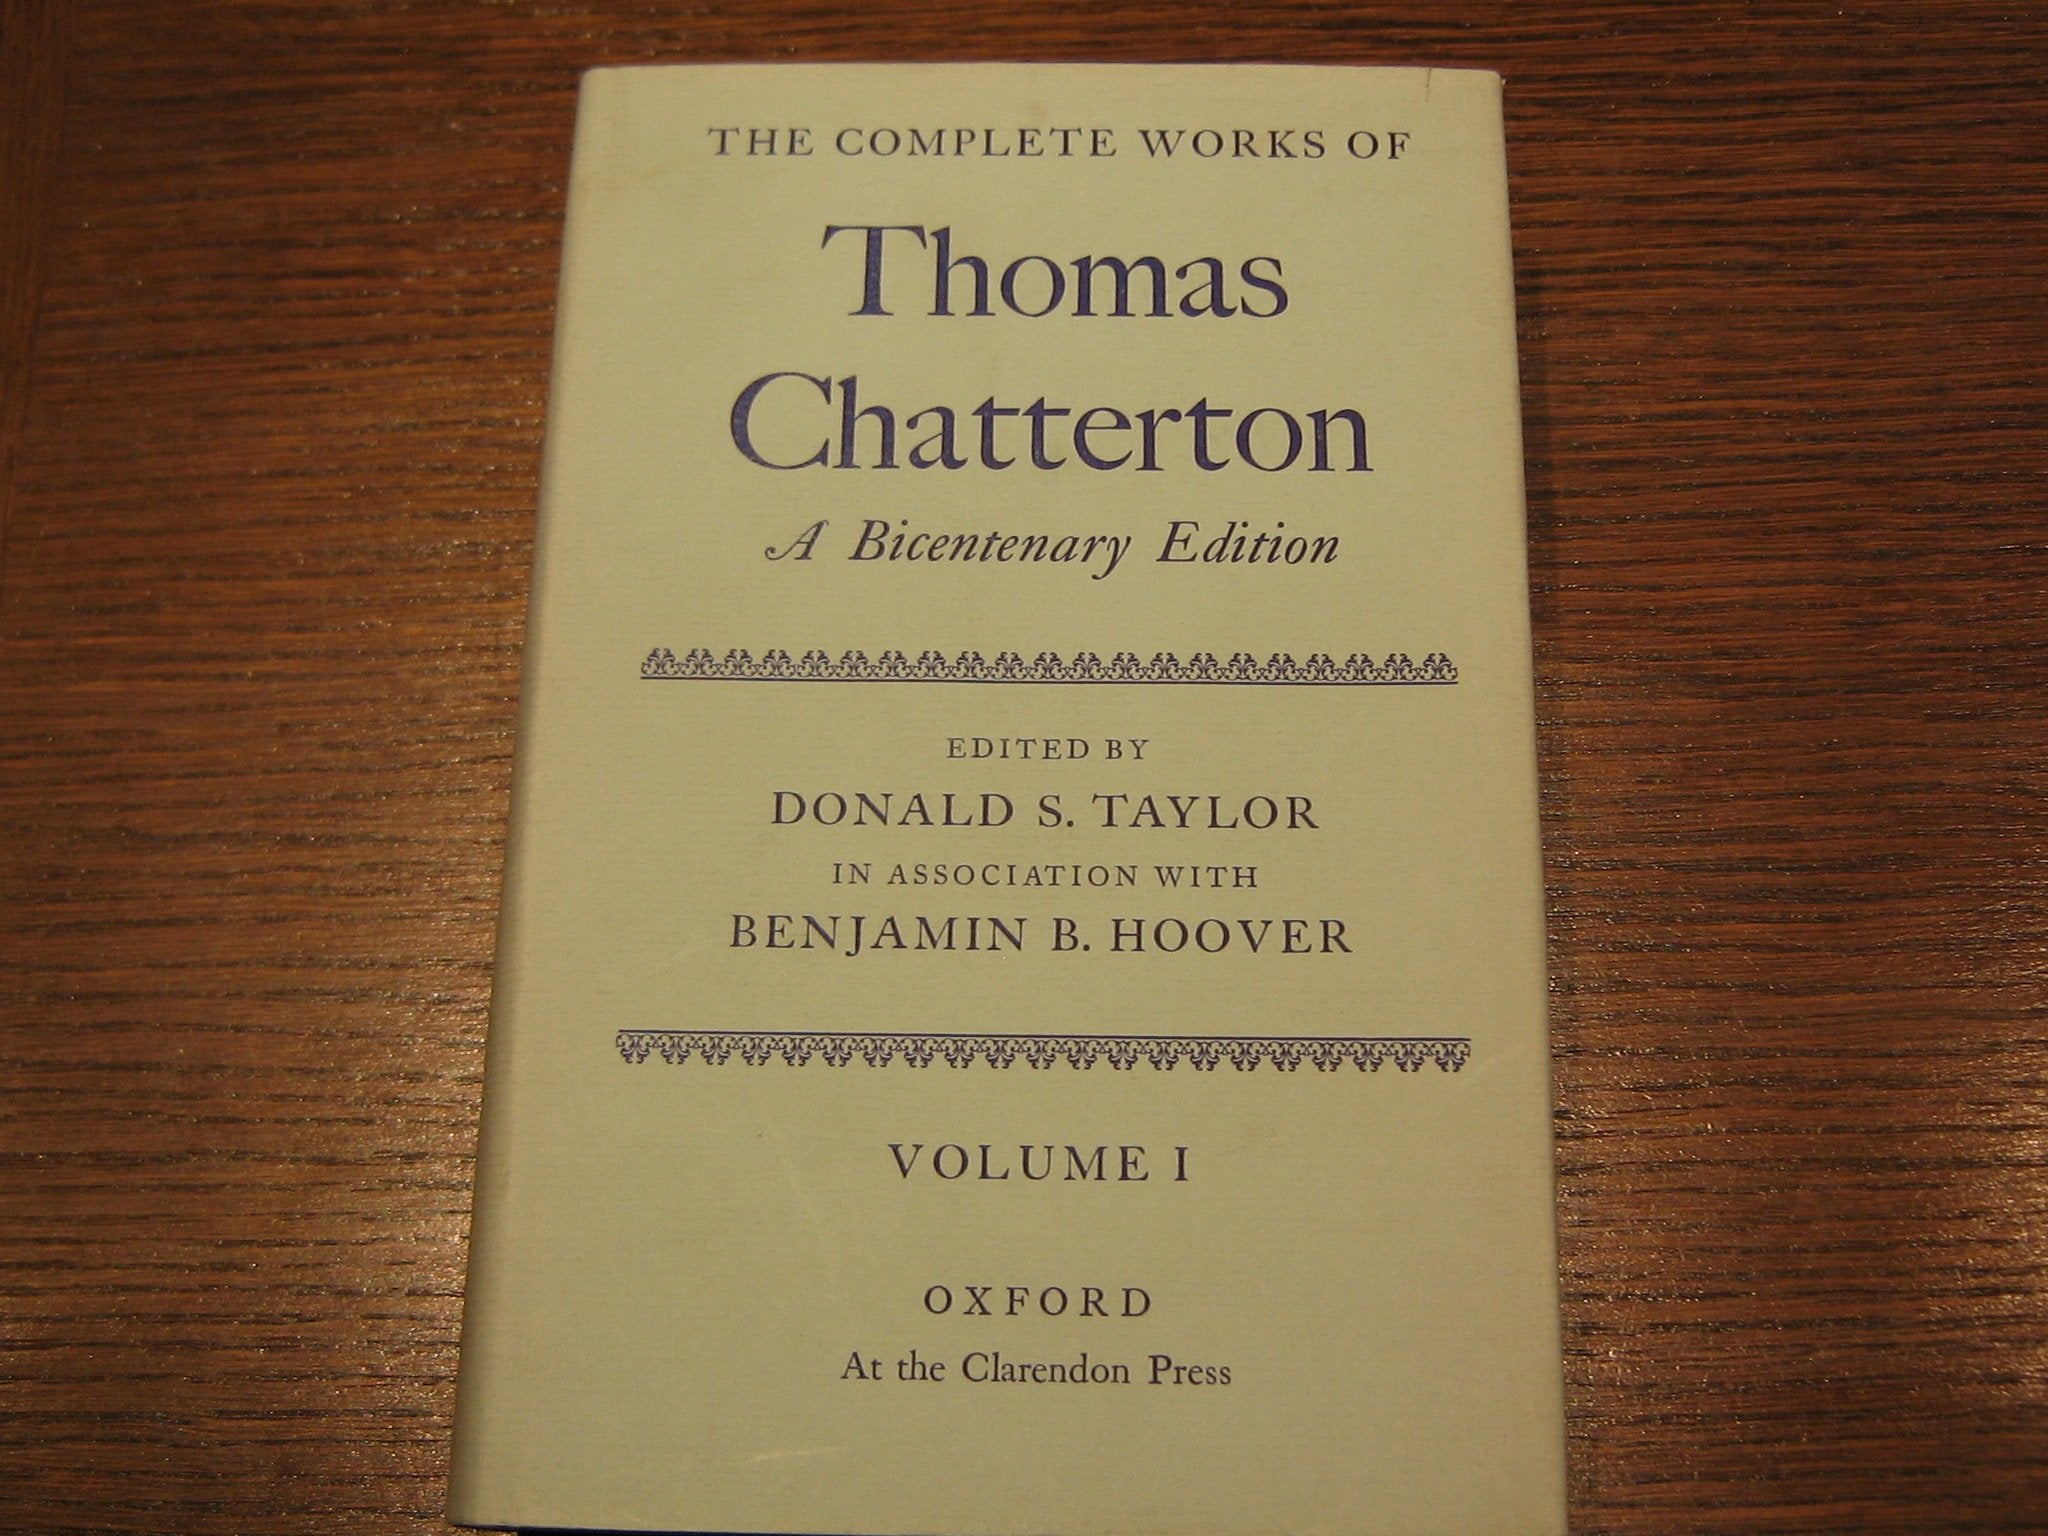 THE COMPLETE WORKS OF
Thomas
Chatterton
A Bicentenary Edition
EDITED BY
DONALD S. TAYLOR
IN ASSOCIATION WITH
BENJAMIN B. HOOVER
VOLUME I
OXFORD
At the Clarendon Press